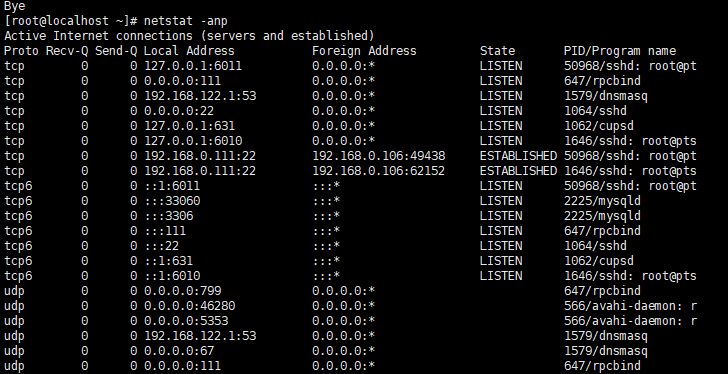 Bye
[root@localhost ~]# netstat -anp
Active Internet connections (servers and established)
Proto Recv-Q Send-Q Local Address           Foreign Address         State       PID/Program name
tcp        0      0 127.0.0.1:6011          0.0.0.0:*               LISTEN      50968/sshd: root@pt
tcp        0      0 0.0.0.0:111             0.0.0.0:*               LISTEN      647/rpcbind
tcp        0      0 192.168.122.1:53        0.0.0.0:*               LISTEN      1579/dnsmasq
tcp        0      0 0.0.0.0:22              0.0.0.0:*               LISTEN      1064/sshd
tcp        0      0 127.0.0.1:631           0.0.0.0:*               LISTEN      1062/cupsd
tcp        0      0 127.0.0.1:6010          0.0.0.0:*               LISTEN      1646/sshd: root@pts
tcp        0      0 192.168.0.111:22        192.168.0.106:49438     ESTABLISHED 50968/sshd: root@pt
tcp        0      0 192.168.0.111:22        192.168.0.106:62152     ESTABLISHED 1646/sshd: root@pts
tcp6       0      0 ::1:6011                :::*                    LISTEN      50968/sshd: root@pt
tcp6       0      0 :::33060                :::*                    LISTEN      2225/mysqld
tcp6       0      0 :::3306                 :::*                    LISTEN      2225/mysqld
tcp6       0      0 :::111                  :::*                    LISTEN      647/rpcbind
tcp6       0      0 :::22                   :::*                    LISTEN      1064/sshd
tcp6       0      0 ::1:631                 :::*                    LISTEN      1062/cupsd
tcp6       0      0 ::1:6010                :::*                    LISTEN      1646/sshd: root@pts
udp        0      0 0.0.0.0:799             0.0.0.0:*                           647/rpcbind
udp        0      0 0.0.0.0:46280           0.0.0.0:*                           566/avahi-daemon: r
udp        0      0 0.0.0.0:5353            0.0.0.0:*                           566/avahi-daemon: r
udp        0      0 192.168.122.1:53        0.0.0.0:*                           1579/dnsmasq
udp        0      0 0.0.0.0:67              0.0.0.0:*                           1579/dnsmasq
udp        0      0 0.0.0.0:111             0.0.0.0:*                           647/rpcbind